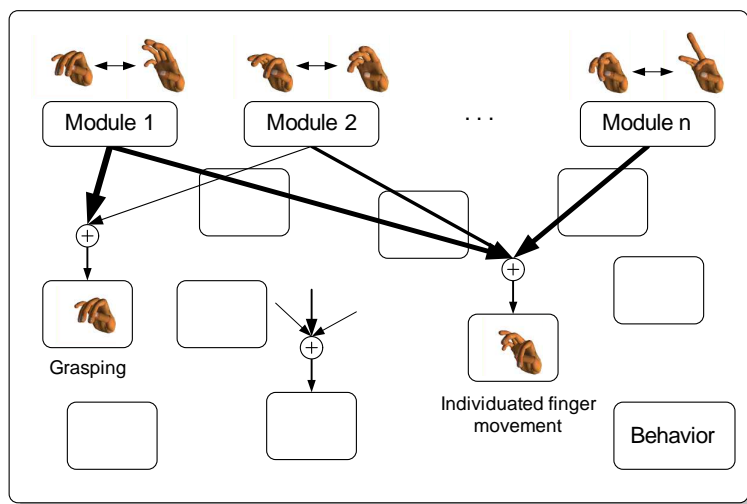 Module 1
Module 2
. . .
Module n
+
+
+
Grasping
Individuated finger
movement
Behavior